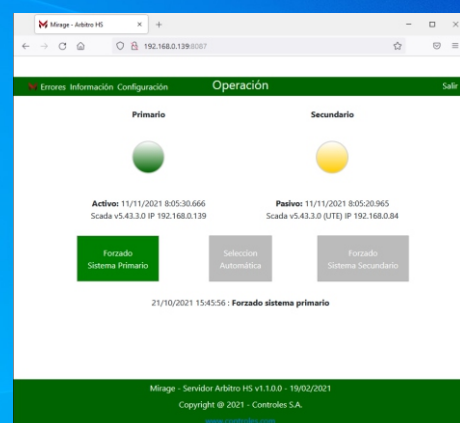 Mirage - Arbitro HS
192.168.0.139:8087
Errores Información Configuración
Operación
Salir
Primario
Secundario
Activo: 11/11/2021 8:05:30.666
Scada v5.43.3.0 IP 192.168.0.139
Pasivo: 11/11/2021 8:05:20.965
Scada v5.43.3.0 (UTE) IP 192.168.0.84
Forzado
Sistema Primario
Seleccion
Automática
Forzado
Sistema Secundario
21/10/2021 15:45:56 : Forzado sistema primario
Mirage - Servidor Arbitro HS v1.1.0.0 - 19/02/2021
Copyright @ 2021 - Controles S.A.
www.controles.com